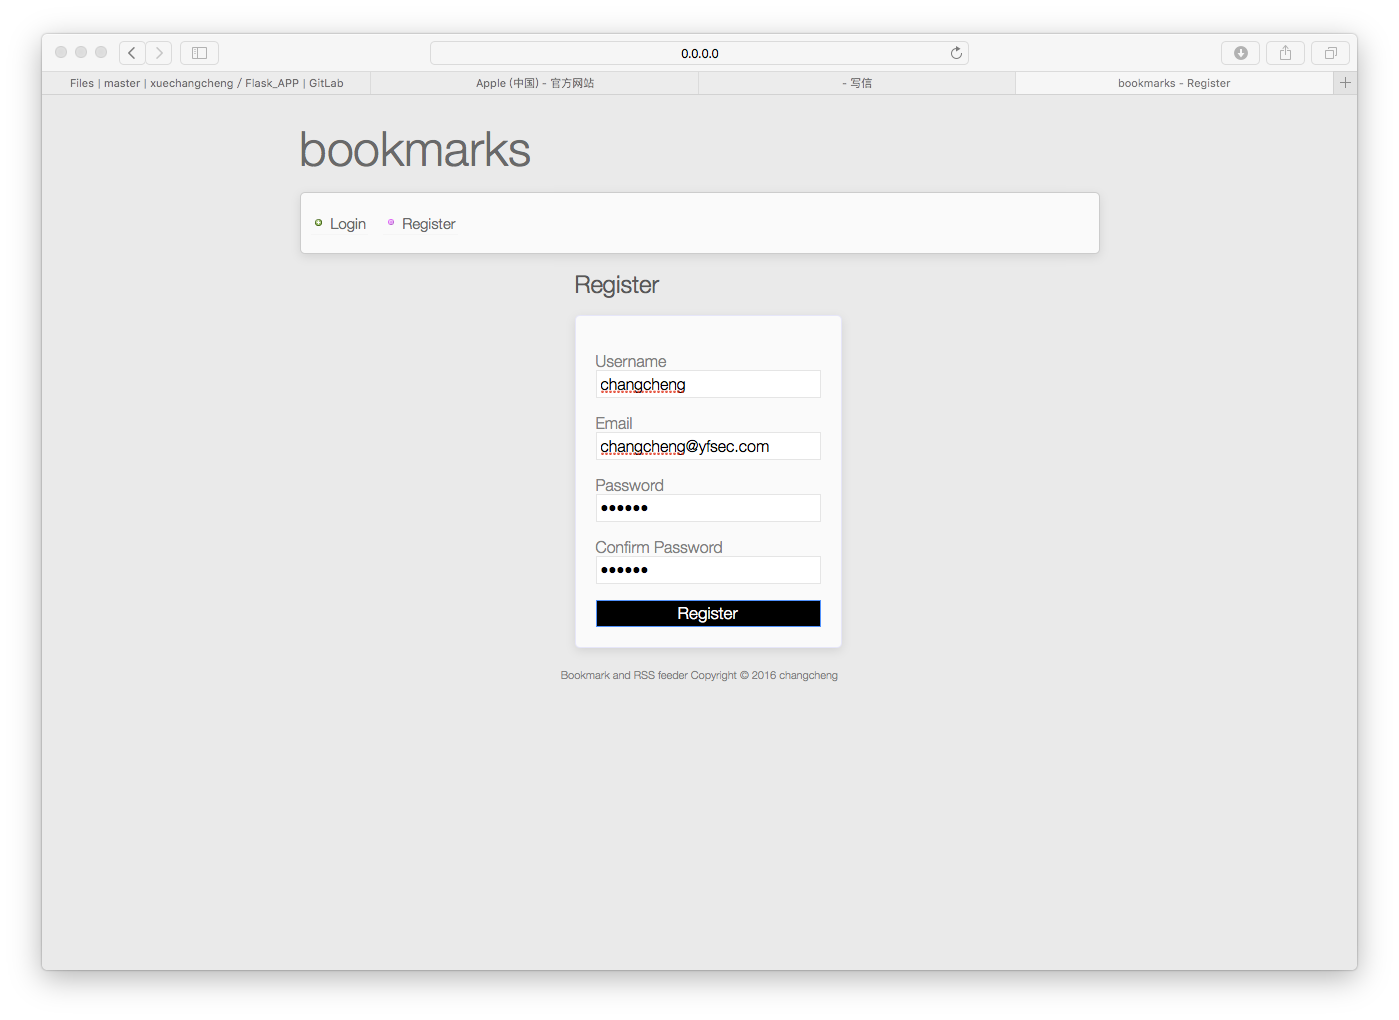 0.0.0.0
Files | master | xuechangcheng / Flask_APP | GitLab
Apple (中国) - 官方网站
- 写信
bookmarks - Register
bookmarks
Login
Register
Register
Username
changcheng
Email
changcheng@yfsec.com
Password
••••••
Confirm Password
••••••
Register
Bookmark and RSS feeder Copyright © 2016 changcheng